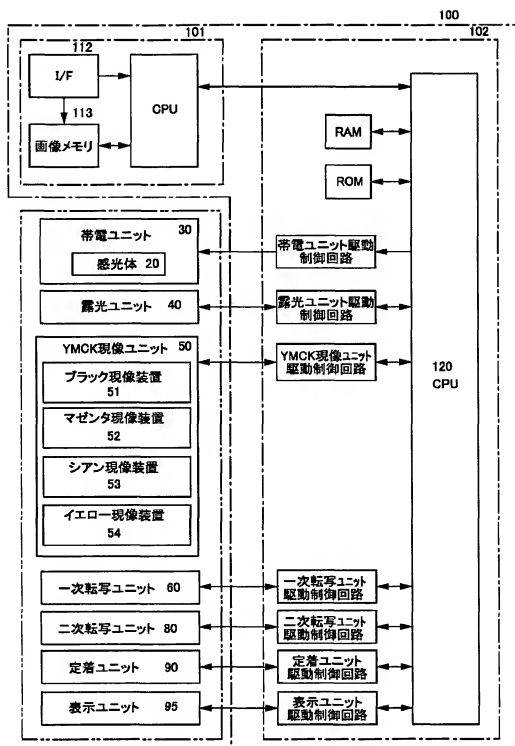 100
101
102
112
I/F
CPU
113
画像メモリ
RAM
ROM
帯電ユニット 30
感光体 20
帯電ユニット駆動
制御回路
露光ユニット 40
露光ユニット駆動
制御回路
YMCK現像ユニット 50
YMCK現像ユニット
駆動制御回路
ブラック現像装置
51
マゼンタ現像装置
52
シアン現像装置
53
イエロー現像装置
54
120
CPU
一次転写ユニット 60
一次転写ユニット
駆動制御回路
二次転写ユニット 80
二次転写ユニット
駆動制御回路
定着ユニット 90
定着ユニット
駆動制御回路
表示ユニット 95
表示ユニット
駆動制御回路